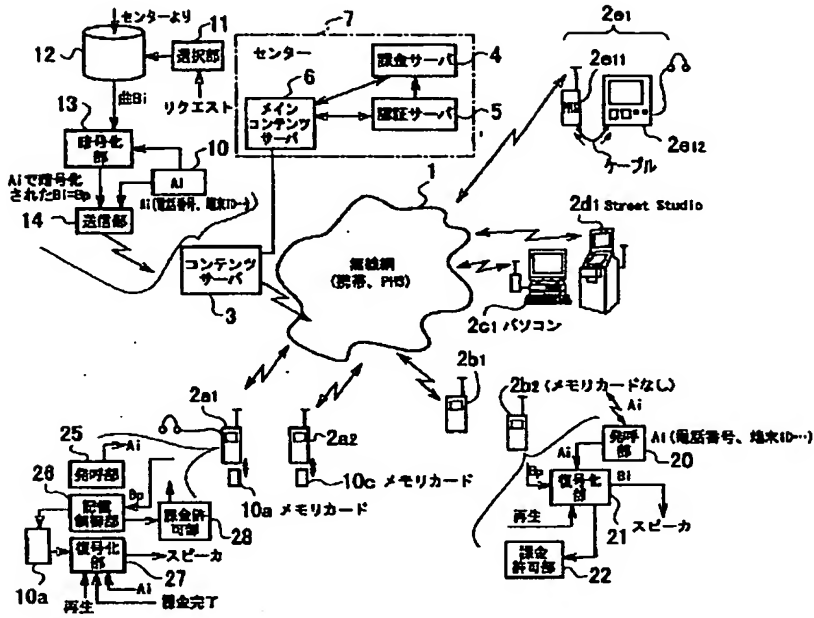 センターより
11
12
選択部
リクエスト
曲Bi
13
暗号化部
10
Ai
Ai(電話番号、端末ID…)
Aiで暗号化
されたBi=Bp
14
送信部
7
センター
6
メイン
コンテンツ
サーバ
課金サーバ
4
認証サーバ
5
コンテンツ
サーバ
3
1
無線網
(携帯、PHS)
2e1
2e11
2e12
ケーブル
2d1 Street Studio
2c1 パソコン
2b1
2b2 (メモリカードなし)
Ai
発呼部
Ai(電話番号、端末ID…)
20
Ai
Bp
復号化部
Bi
21
スピーカ
再生
課金
許可部
22
2a1
2a2
10a メモリカード
10c メモリカード
25
発呼部
Ai
26
Bp
記憶
制御部
課金許
可部
28
10a
復号化部
27
スピーカ
Ai
再生
課金完了